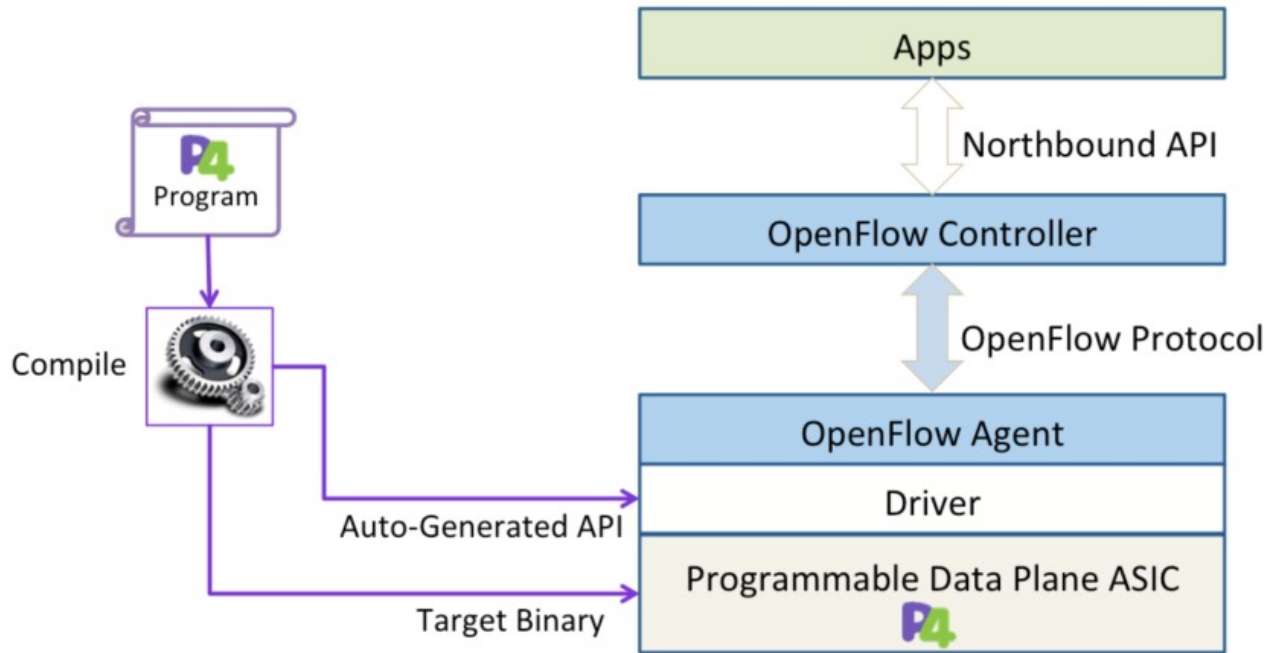 Apps
Northbound API
P4
Program
OpenFlow Controller
OpenFlow Protocol
Compile
OpenFlow Agent
Driver
Auto-Generated API
Programmable Data Plane ASIC
Target Binary
P4